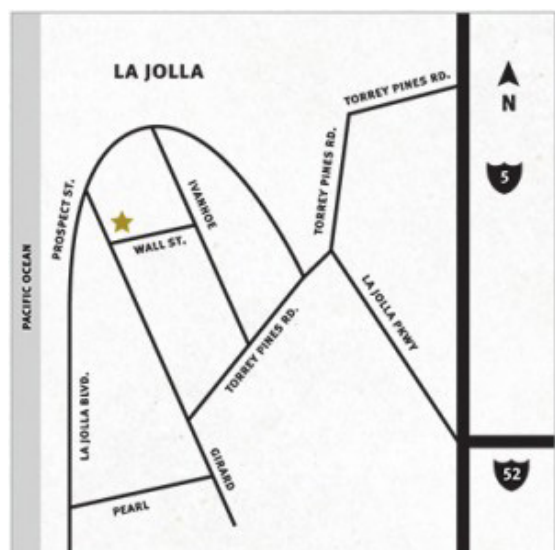 LA JOLLA
TORREY PINES RD.
N
5
TORREY PINES RD.
PROSPECT ST.
IVANHOE
WALL ST.
PACIFIC OCEAN
LA JOLLA PKWY
TORREY PINES RD.
LA JOLLA BLVD.
GIRARD
52
PEARL